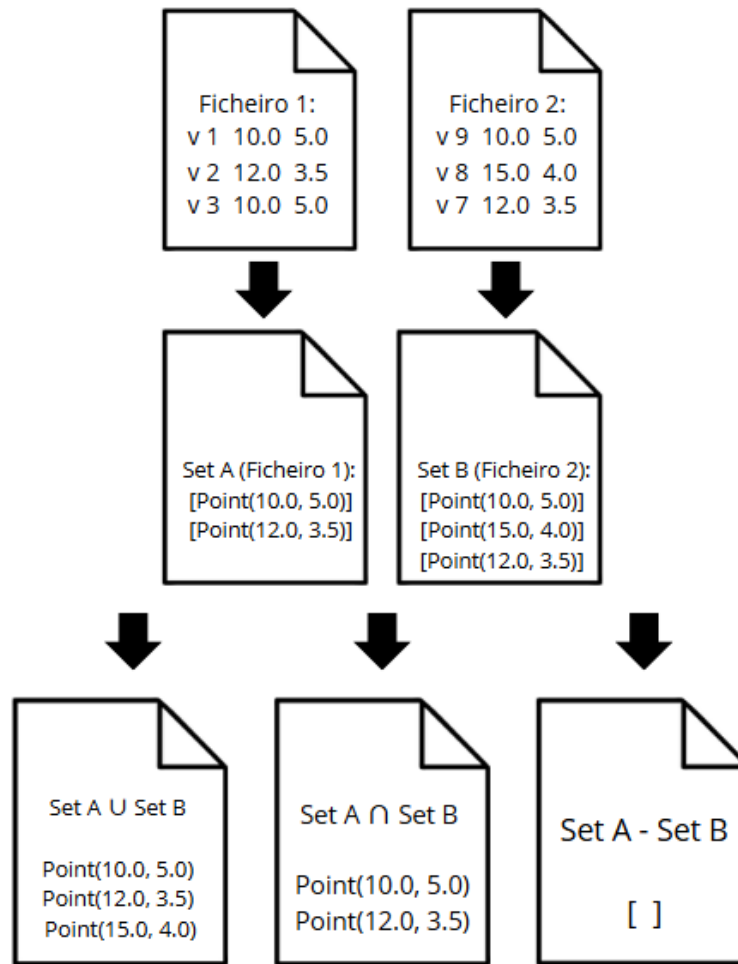 Ficheiro 1:
v 1 10.0 5.0
v 2 12.0 3.5
v 3 10.0 5.0
Ficheiro 2:
v 9 10.0 5.0
v 8 15.0 4.0
v 7 12.0 3.5
Set A (Ficheiro 1):
[Point(10.0, 5.0)]
[Point(12.0, 3.5)]
Set B (Ficheiro 2):
[Point(10.0, 5.0)]
[Point(15.0, 4.0)]
[Point(12.0, 3.5)]
Set A ∪ Set B
Point(10.0, 5.0)
Point(12.0, 3.5)
Point(15.0, 4.0)
Set A ∩ Set B
Point(10.0, 5.0)
Point(12.0, 3.5)
Set A - Set B
[ ]